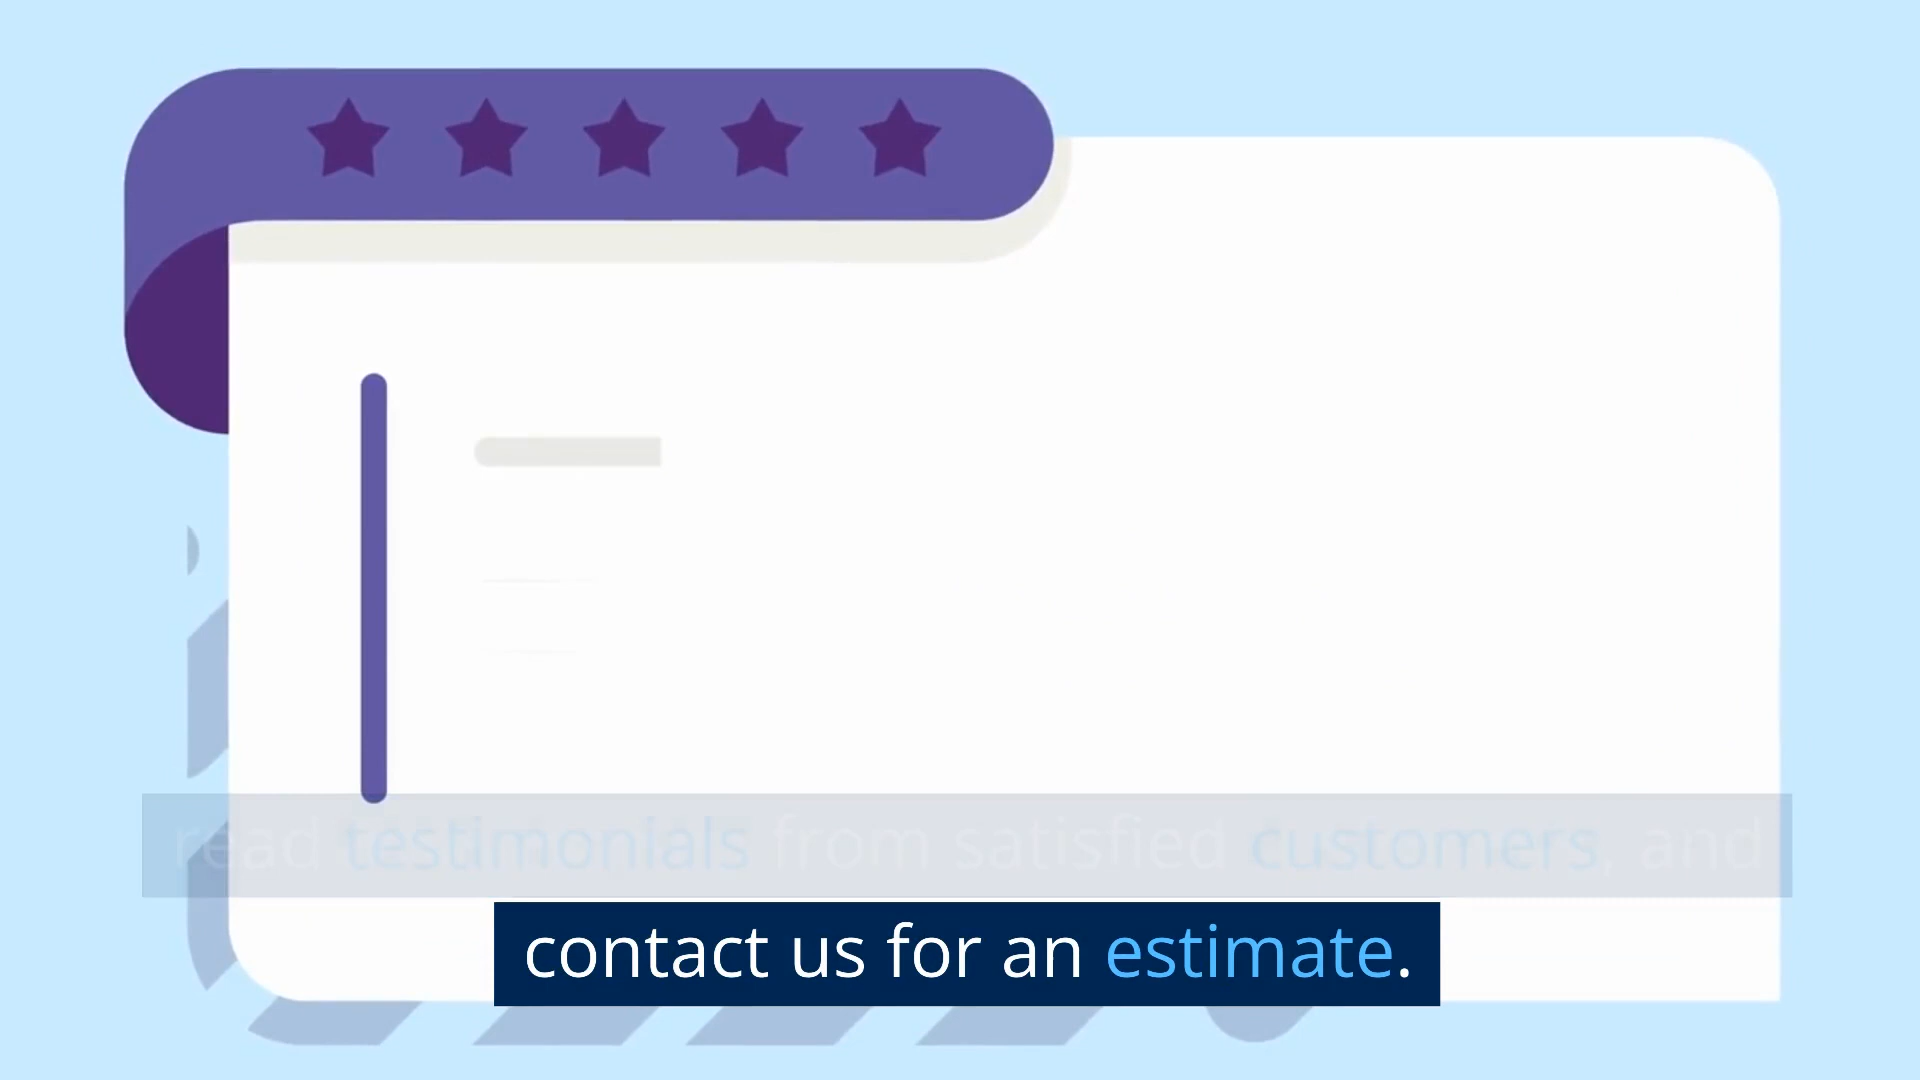 read testimonials from satisfied customers, and
contact us for an estimate.